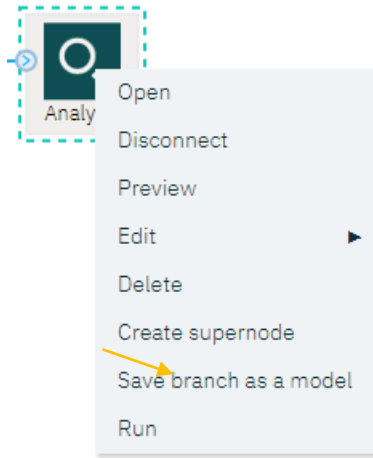 Analy
Open
Disconnect
Preview
Edit
Delete
Create supernode
Save branch as a model
Run